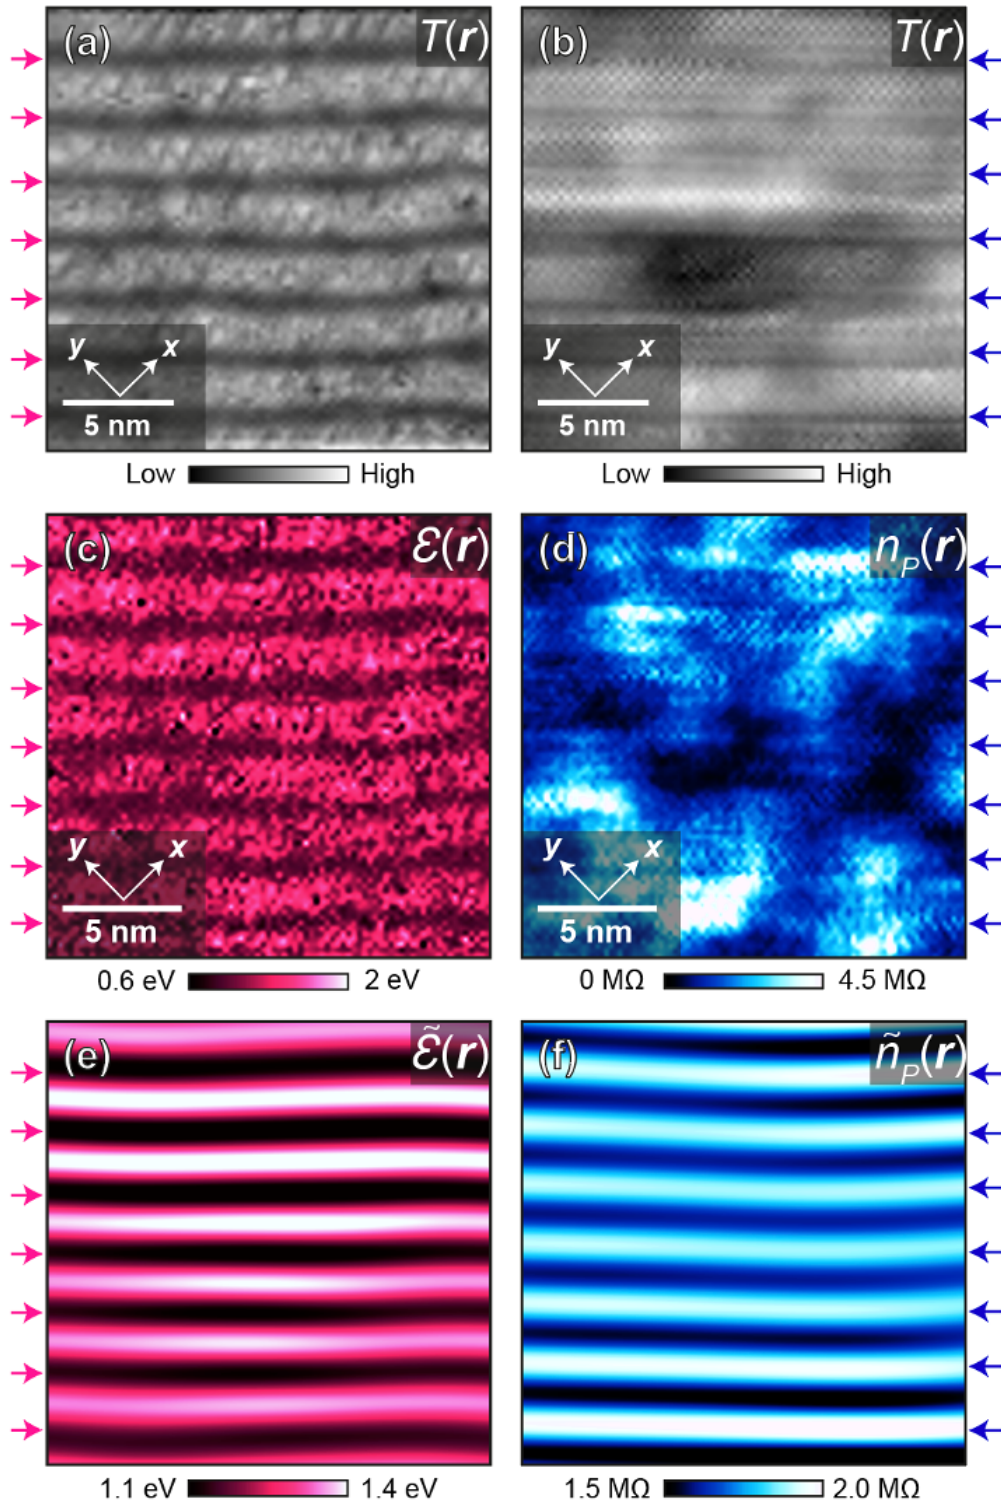 (a) T(r)
y x
5 nm
Low High
(b) T(r)
y x
5 nm
Low High
(c) ℰ(r)
y x
5 nm
0.6 eV 2 eV
(d) nP(r)
y x
5 nm
0 MΩ 4.5 MΩ
(e) ℰ̃(r)
1.1 eV 1.4 eV
(f) ñP(r)
1.5 MΩ 2.0 MΩ